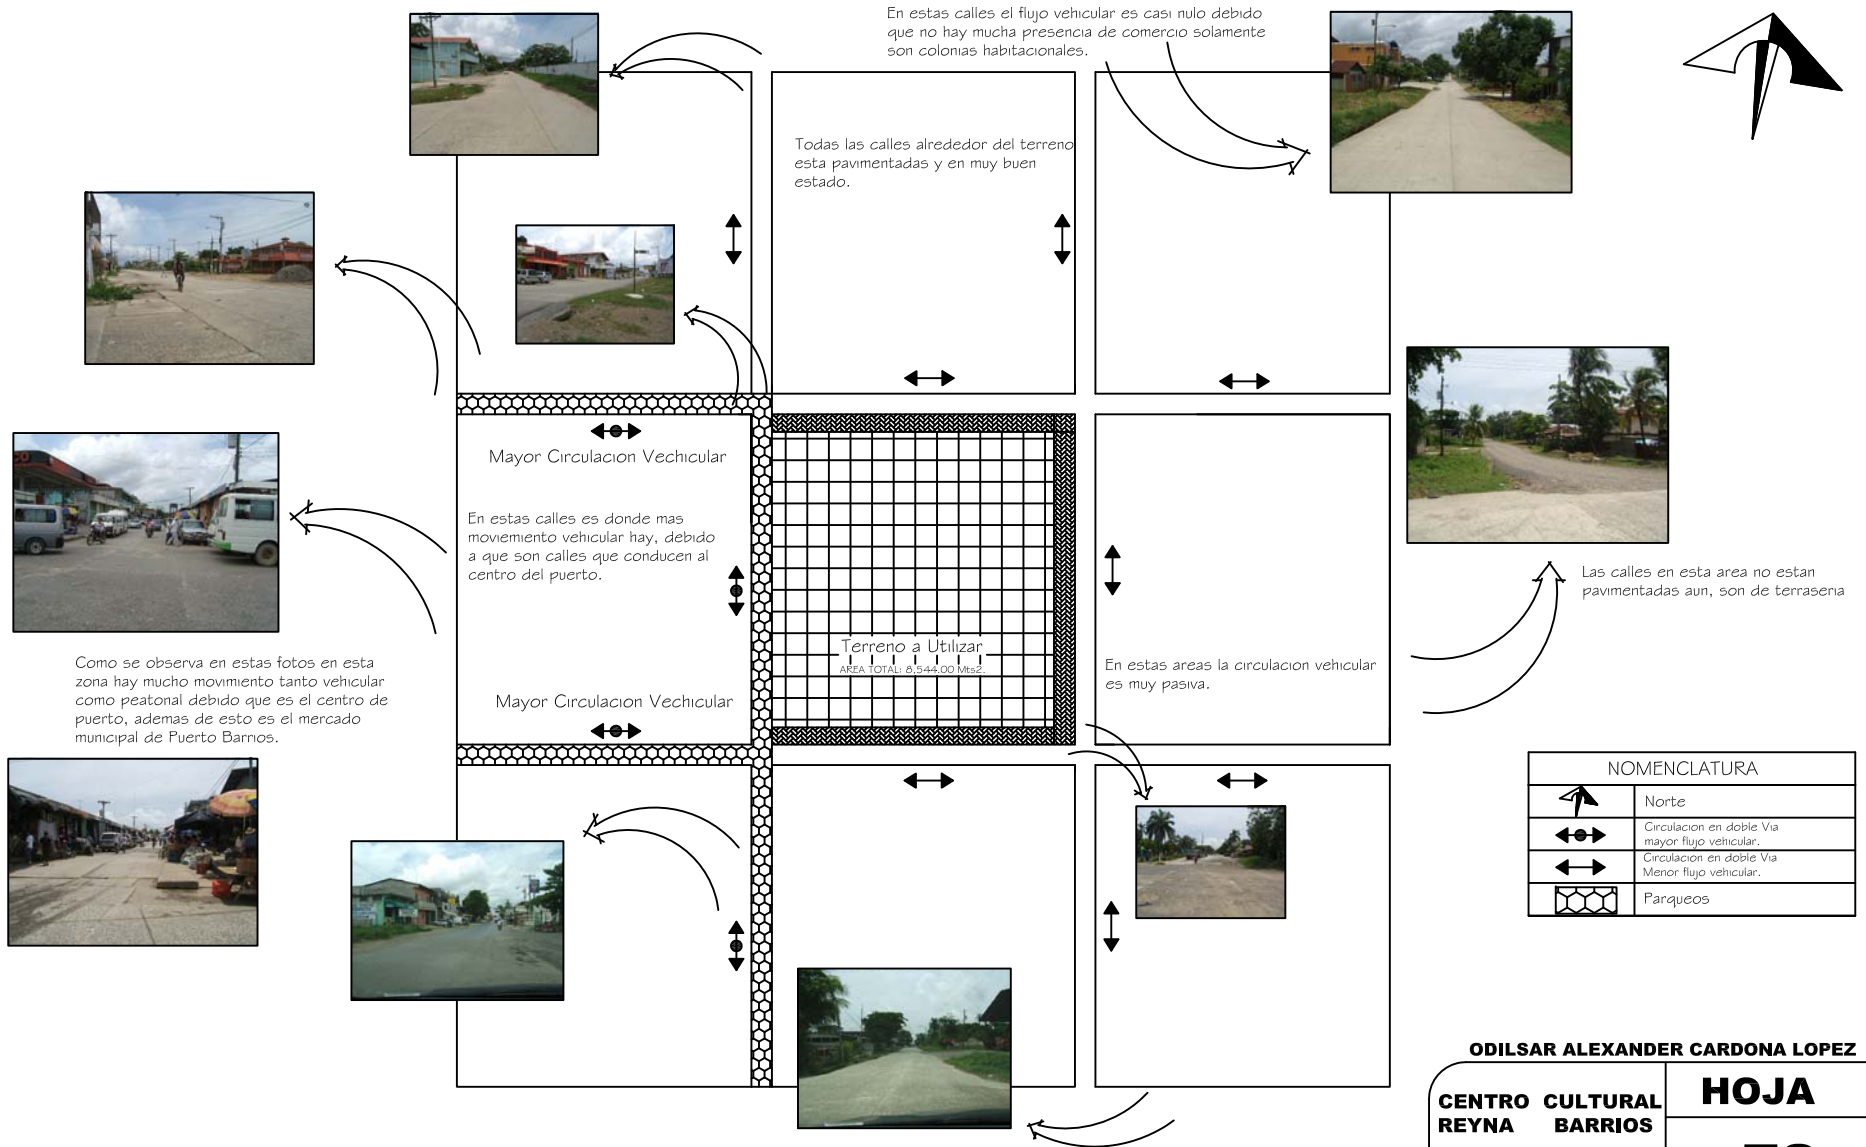 En estas calles el flujo vehicular es casi nulo debido
que no hay mucha presencia de comercio solamente
son colonias habitacionales.
Todas las calles alrededor del terreno
esta pavimentadas y en muy buen
estado.
Mayor Circulacion Vechicular
En estas calles es donde mas
moviemiento vehicular hay, debido
a que son calles que conducen al
centro del puerto.
Mayor Circulacion Vechicular
Terreno a Utilizar
AREA TOTAL: 8,544.00 Mts2.
En estas areas la circulacion vehicular
es muy pasiva.
Las calles en esta area no estan
pavimentadas aun, son de terraseria
Como se observa en estas fotos en esta
zona hay mucho movimiento tanto vehicular
como peatonal debido que es el centro de
puerto, ademas de esto es el mercado
municipal de Puerto Barrios.
NOMENCLATURA
Norte
Circulacion en doble Via
mayor flujo vehicular.
Circulacion en doble Via
Menor flujo vehicular.
Parqueos
ODILSAR ALEXANDER CARDONA LOPEZ
CENTRO CULTURAL
REYNA BARRIOS
HOJA